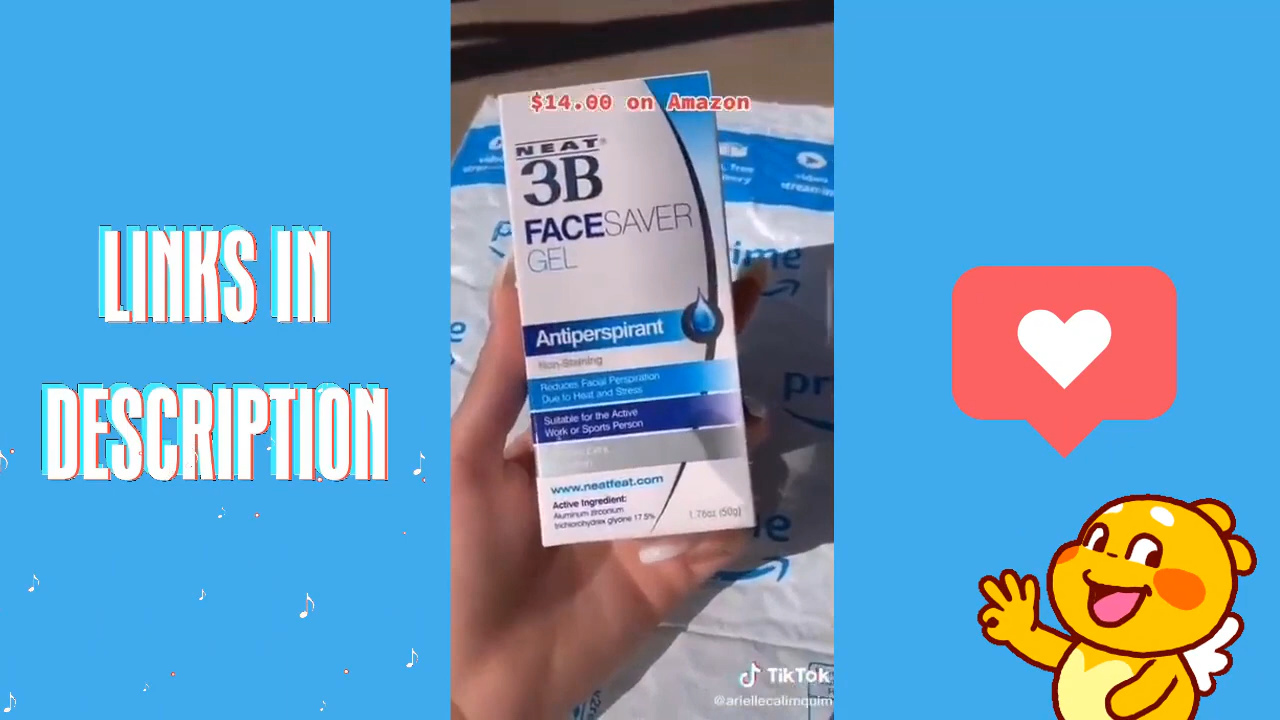 LINKS IN
DESCRIPTION
$14.00 on Amazon
NEAT®
3B
FACESAVER
GEL
Antiperspirant
Non-Staining
Reduces Facial Perspiration
Due to Heat and Stress
Suitable for the Active
Work or Sports Person
www.neatfeat.com
Active Ingredient:
Aluminum zirconium
trichlorohydrex glycine 17.5%
1.76oz (50g)
prime
prime
TikTok
@ariellecalimquim